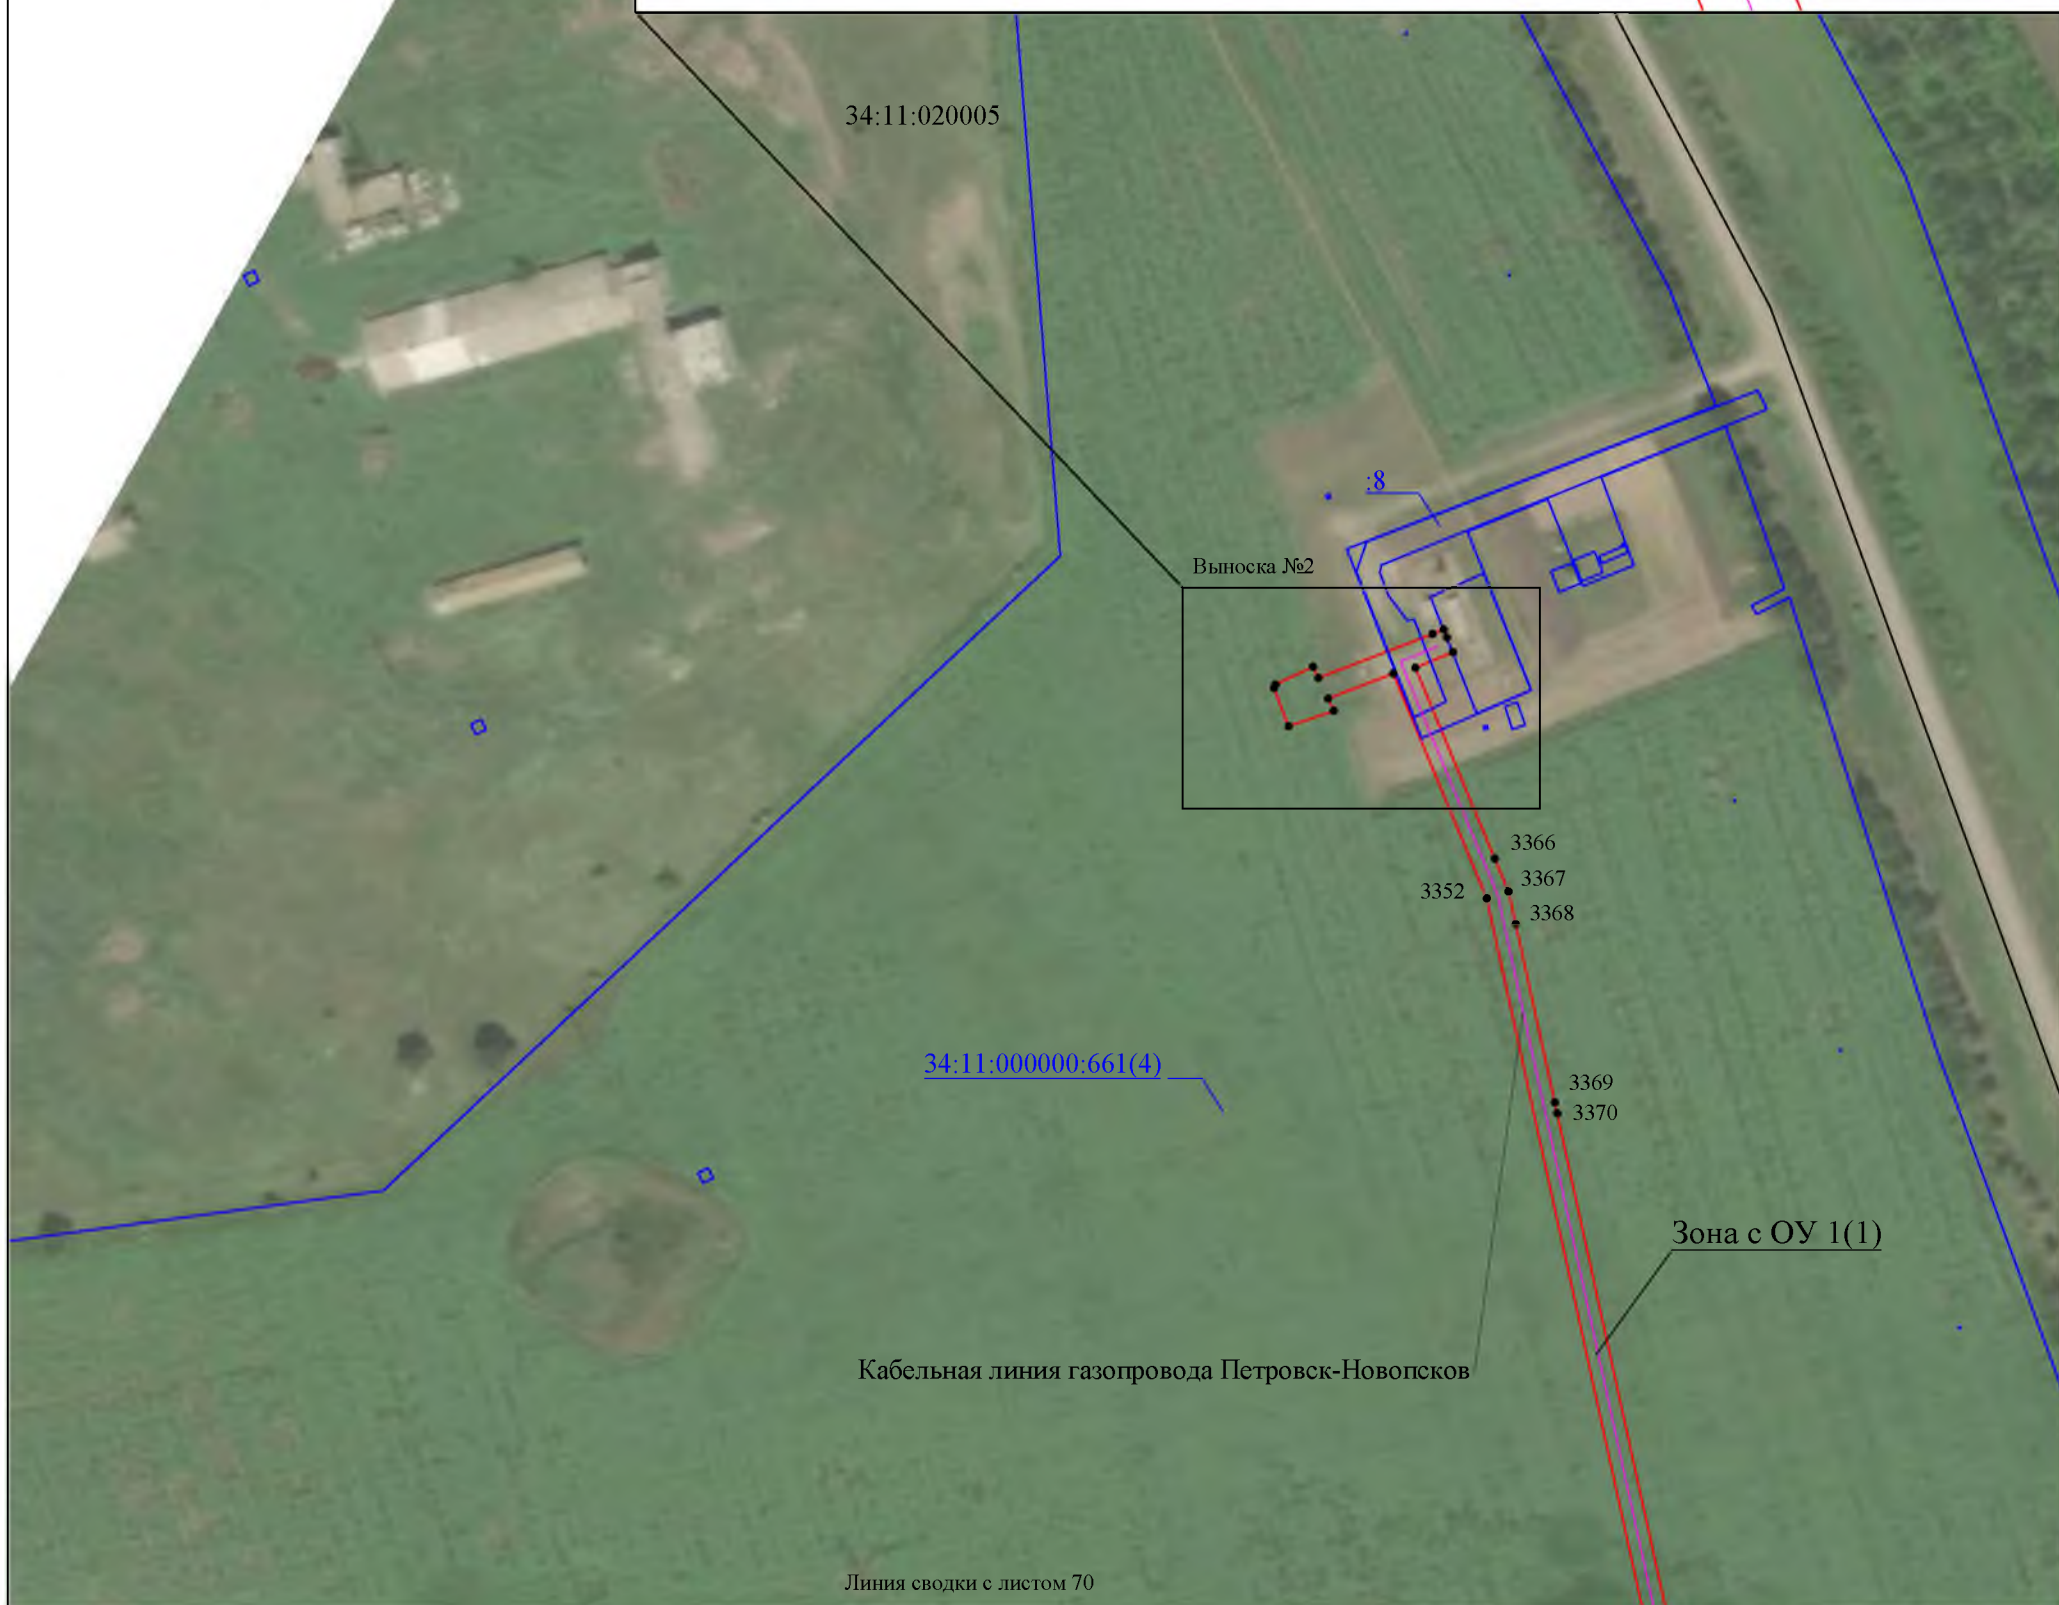 34:11:020005
:8
Выноска №2
3366
3367
3352
3368
34:11:000000:661(4)
3369
3370
Зона с ОУ 1(1)
Кабельная линия газопровода Петровск-Новопсков
Линия сводки с листом 70